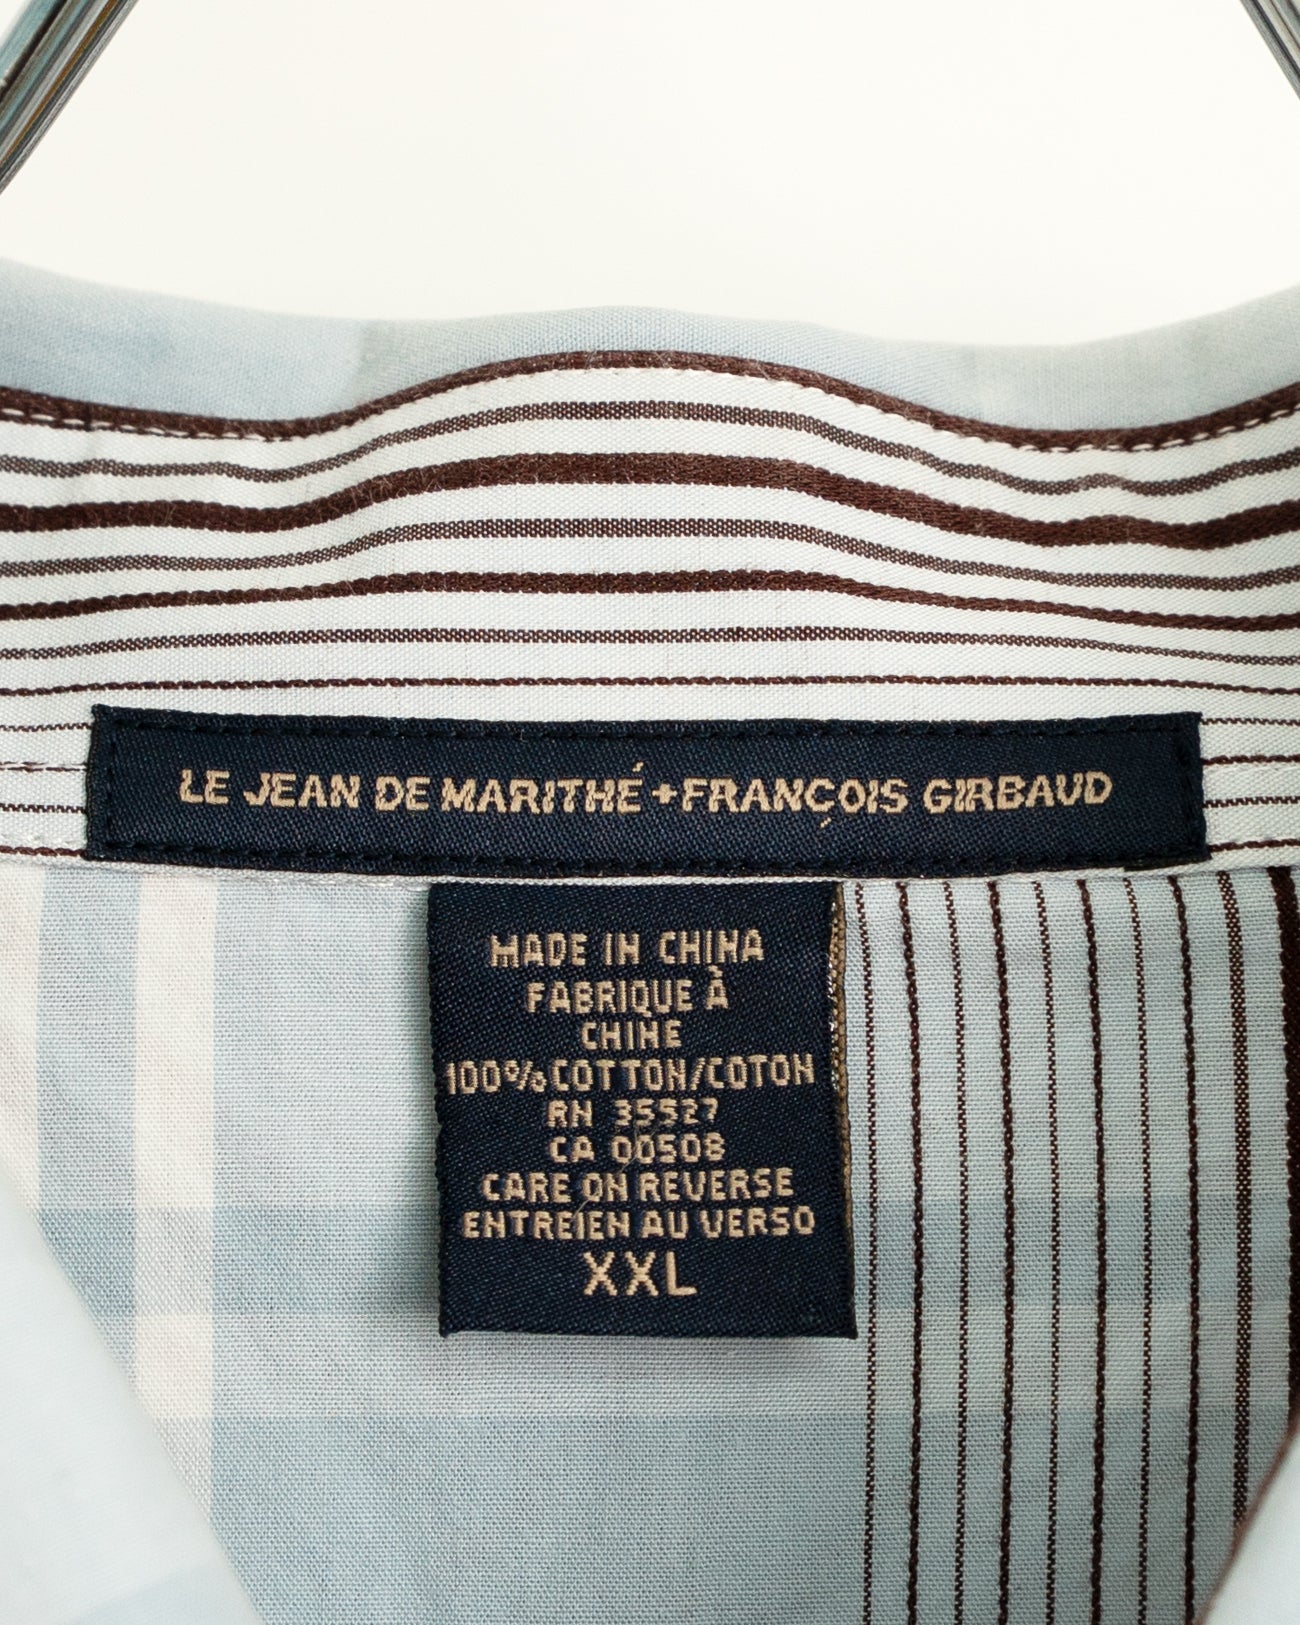 LE JEAN DE MARITHÉ + FRANÇOIS GIRBAUD
MADE IN CHINA
FABRIQUE À
CHINE
100% COTTON/COTON
RN 35527
CA 00508
CARE ON REVERSE
ENTREIEN AU VERSO
XXL